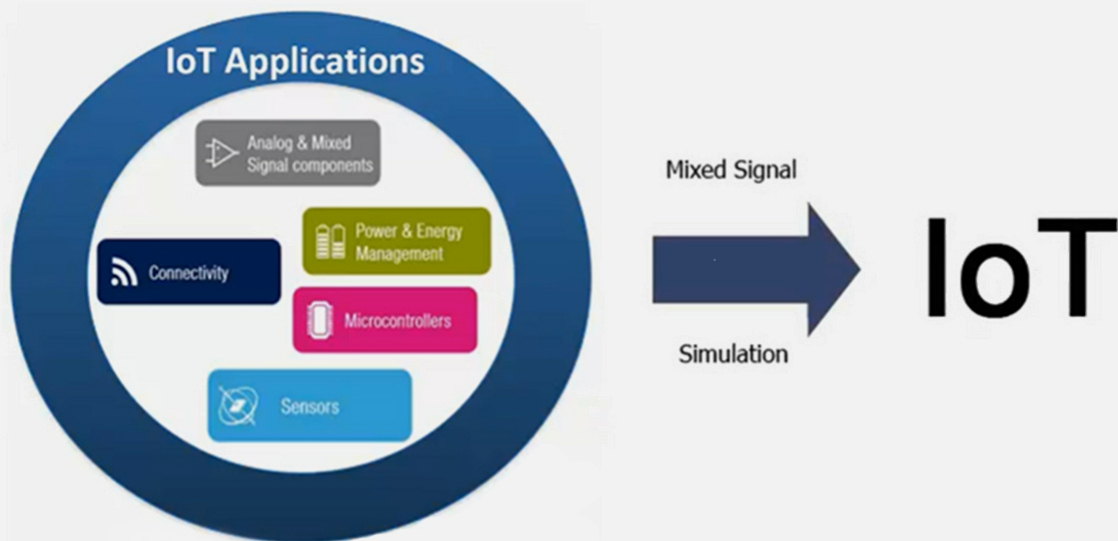 IoT Applications
Analog & Mixed
Signal components
Power & Energy
Management
Connectivity
Microcontrollers
Sensors
Mixed Signal
Simulation
IoT